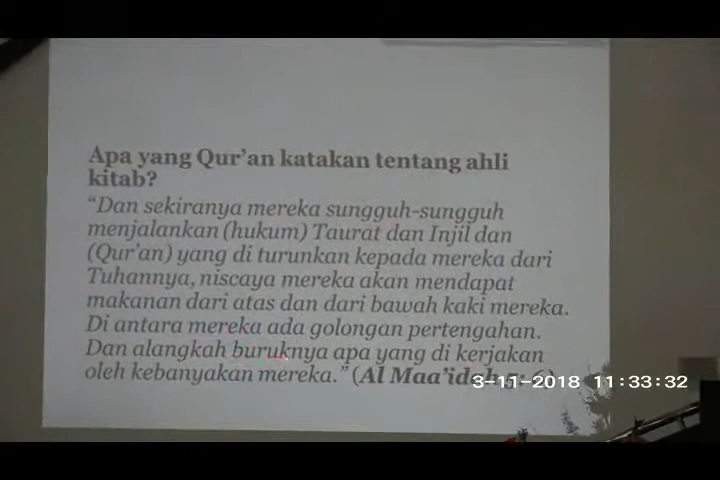 Apa yang Qur'an katakan tentang ahli
kitab?
“Dan sekiranya mereka sungguh-sungguh
menjalankan (hukum) Taurat dan Injil dan
(Qur'an) yang di turunkan kepada mereka dari
Tuhannya, niscaya mereka akan mendapat
makanan dari atas dan dari bawah kaki mereka.
Di antara mereka ada golongan pertengahan.
Dan alangkah buruknya apa yang di kerjakan
oleh kebanyakan mereka.” (Al Maa'idah
3-11-2018 11:33:32